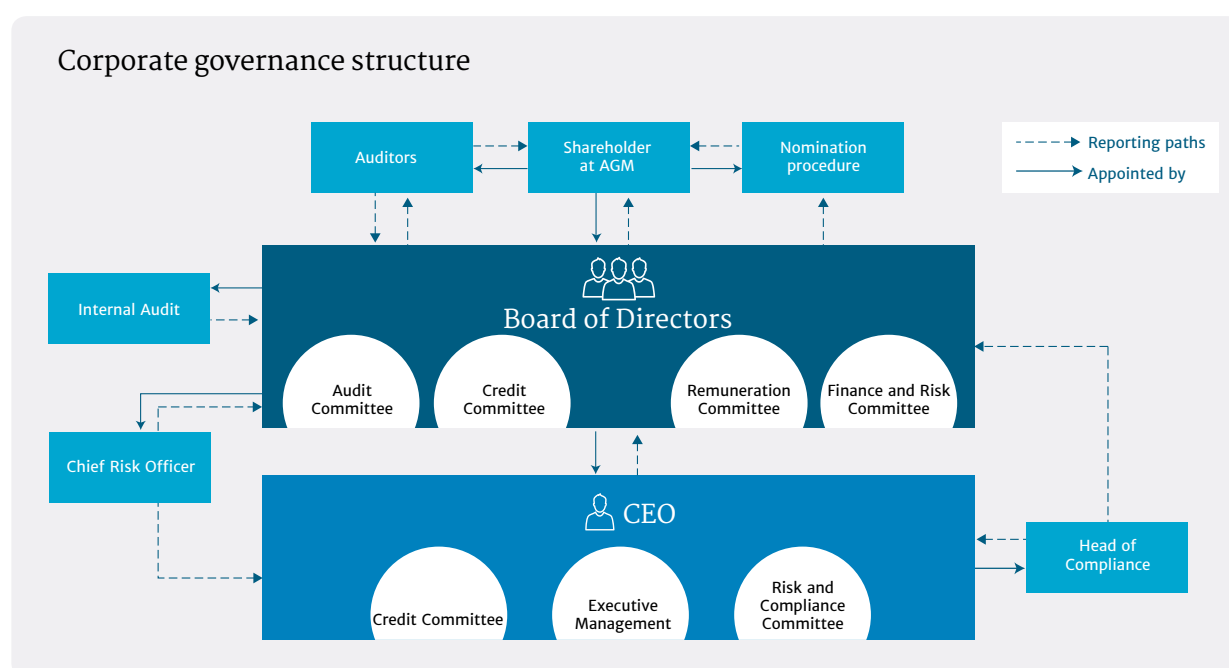 Corporate governance structure
Auditors
Shareholder
at AGM
Nomination
procedure
Reporting paths
Appointed by
Internal Audit
Board of Directors
Audit
Committee
Credit
Committee
Remuneration
Committee
Finance and Risk
Committee
Chief Risk Officer
CEO
Credit Committee
Executive
Management
Risk and
Compliance
Committee
Head of
Compliance